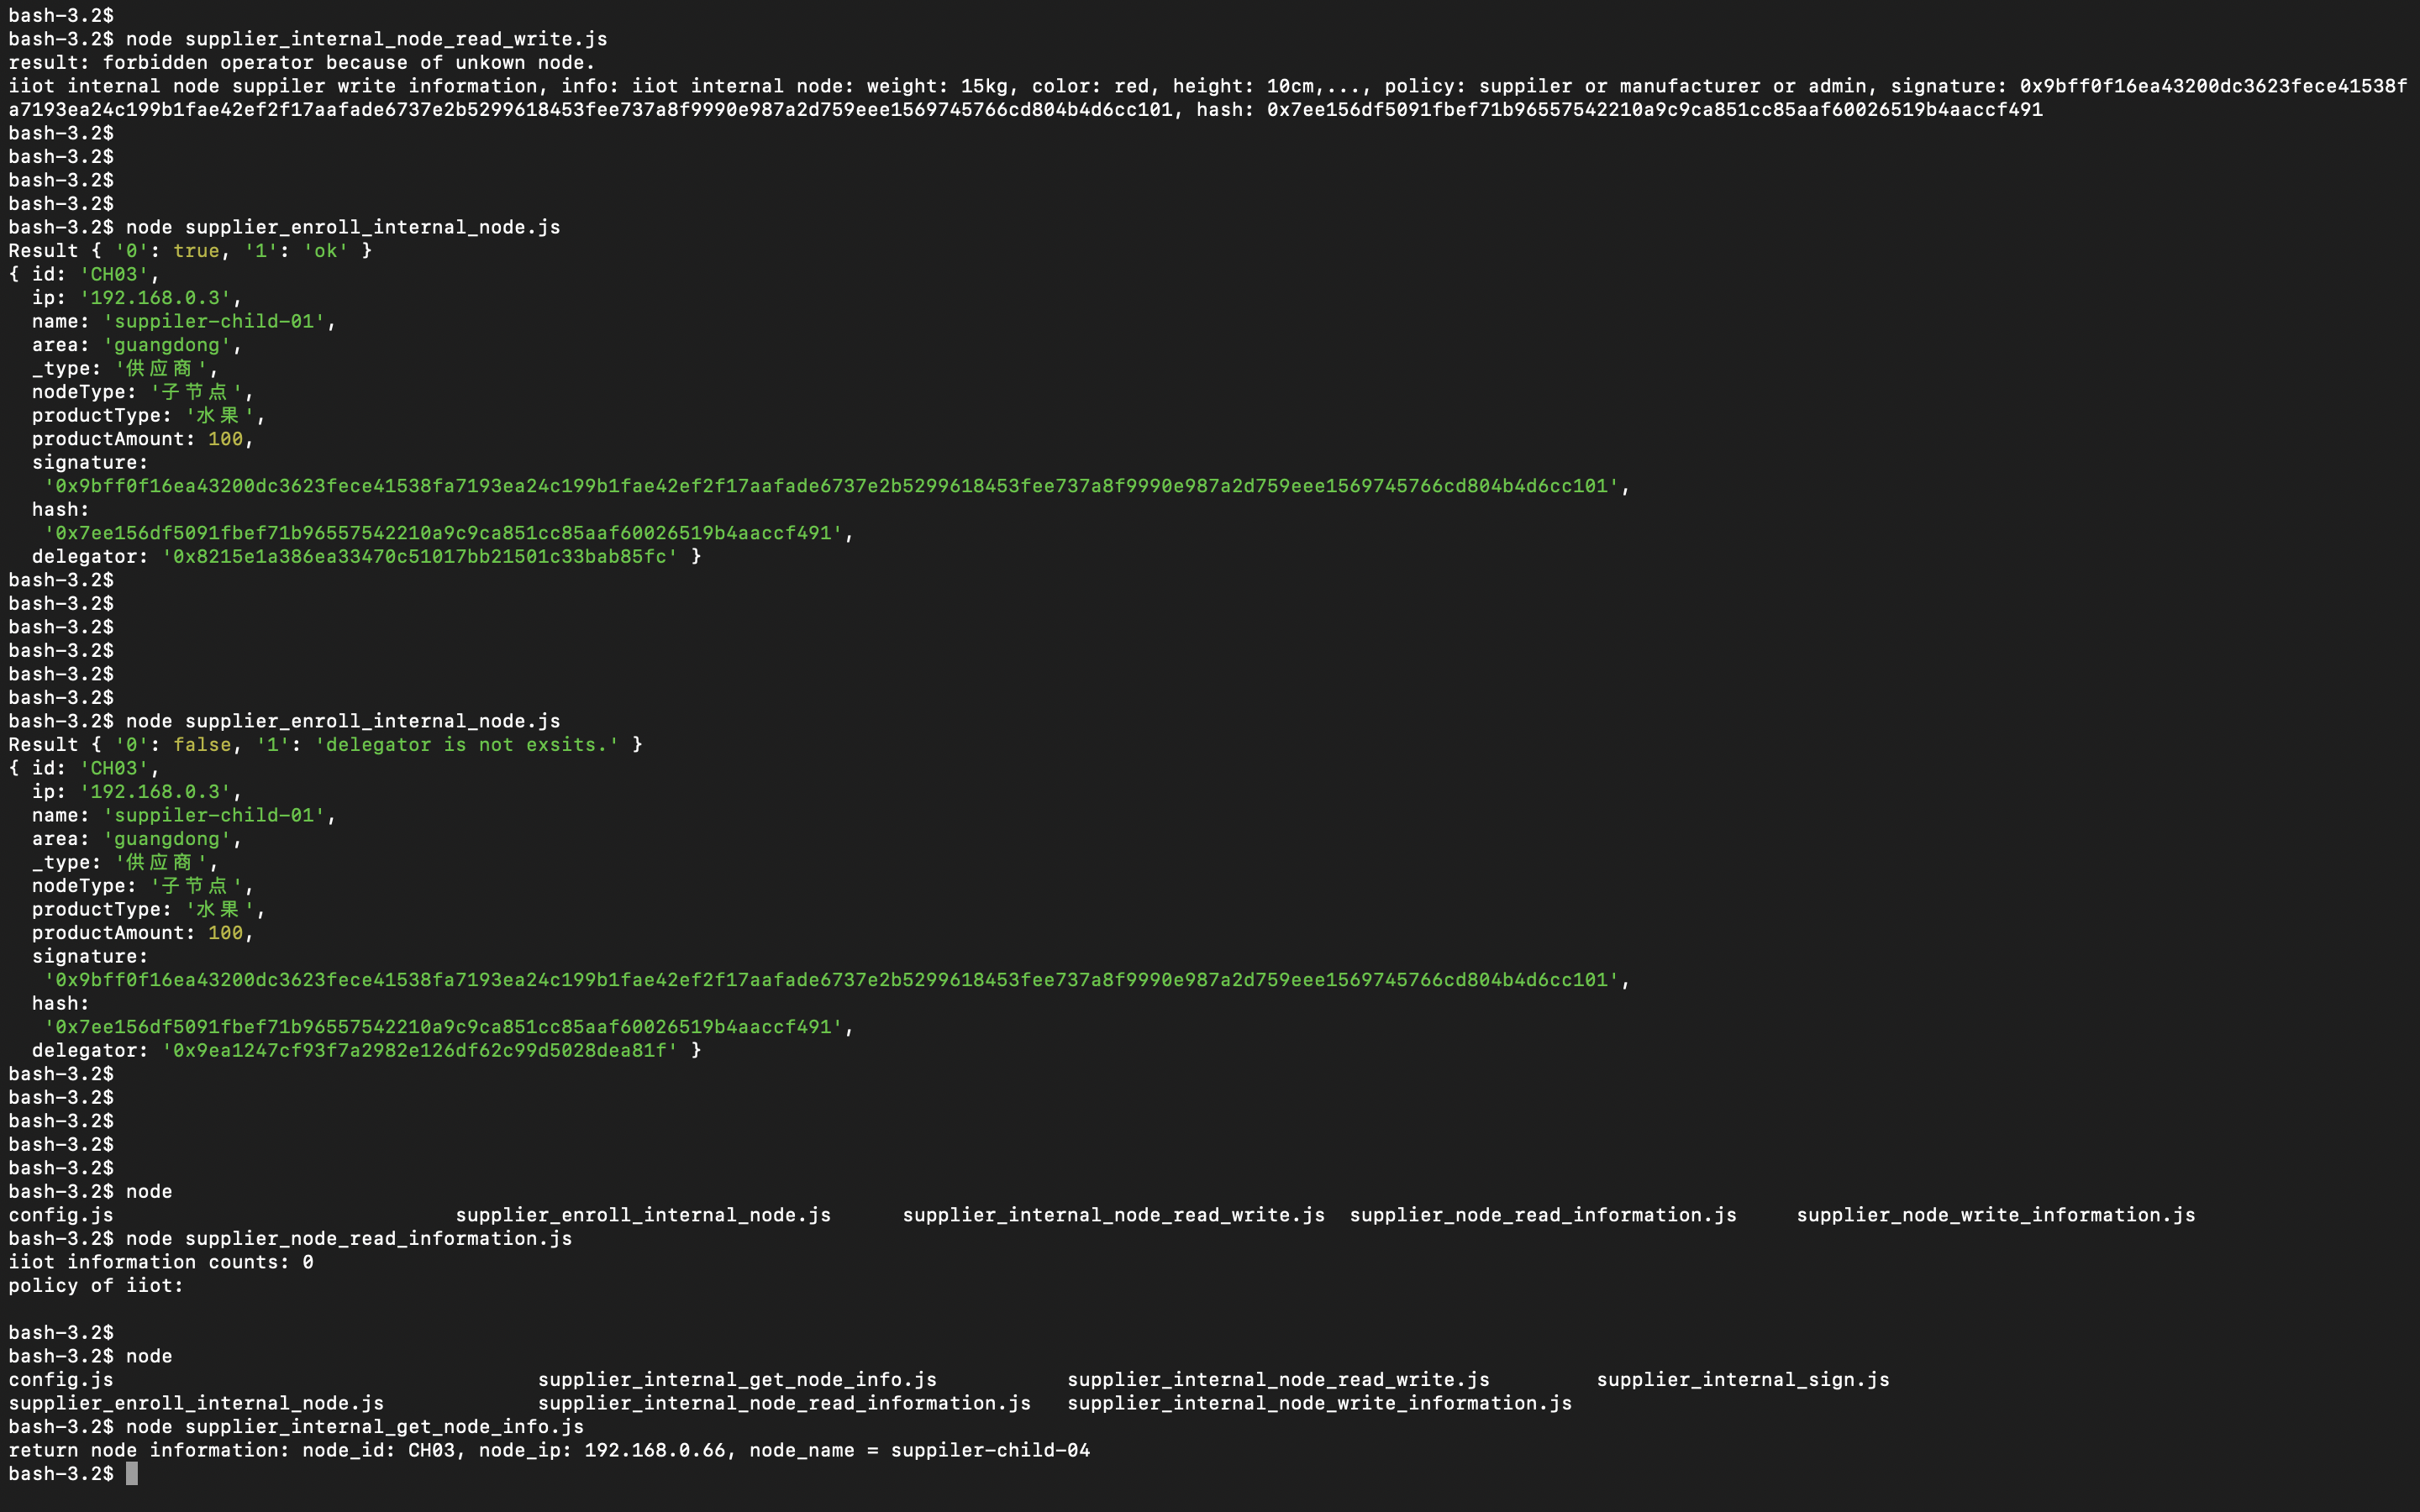 bash-3.2$
bash-3.2$ node supplier_internal_node_read_write.js
result: forbidden operator because of unkown node.
iiot internal node suppiler write information, info: iiot internal node: weight: 15kg, color: red, height: 10cm,..., policy: suppiler or manufacturer or admin, signature: 0x9bff0f16ea43200dc3623fece41538f
a7193ea24c199b1fae42ef2f17aafade6737e2b5299618453fee737a8f9990e987a2d759eee1569745766cd804b4d6cc101, hash: 0x7ee156df5091fbef71b96557542210a9c9ca851cc85aaf60026519b4aaccf491
bash-3.2$
bash-3.2$
bash-3.2$
bash-3.2$
bash-3.2$ node supplier_enroll_internal_node.js
Result { '0': true, '1': 'ok' }
{ id: 'CH03',
  ip: '192.168.0.3',
  name: 'suppiler-child-01',
  area: 'guangdong',
  _type: '供应商',
  nodeType: '子节点',
  productType: '水果',
  productAmount: 100,
  signature:
   '0x9bff0f16ea43200dc3623fece41538fa7193ea24c199b1fae42ef2f17aafade6737e2b5299618453fee737a8f9990e987a2d759eee1569745766cd804b4d6cc101',
  hash:
   '0x7ee156df5091fbef71b96557542210a9c9ca851cc85aaf60026519b4aaccf491',
  delegator: '0x8215e1a386ea33470c51017bb21501c33bab85fc' }
bash-3.2$
bash-3.2$
bash-3.2$
bash-3.2$
bash-3.2$
bash-3.2$
bash-3.2$ node supplier_enroll_internal_node.js
Result { '0': false, '1': 'delegator is not exsits.' }
{ id: 'CH03',
  ip: '192.168.0.3',
  name: 'suppiler-child-01',
  area: 'guangdong',
  _type: '供应商',
  nodeType: '子节点',
  productType: '水果',
  productAmount: 100,
  signature:
   '0x9bff0f16ea43200dc3623fece41538fa7193ea24c199b1fae42ef2f17aafade6737e2b5299618453fee737a8f9990e987a2d759eee1569745766cd804b4d6cc101',
  hash:
   '0x7ee156df5091fbef71b96557542210a9c9ca851cc85aaf60026519b4aaccf491',
  delegator: '0x9ea1247cf93f7a2982e126df62c99d5028dea81f' }
bash-3.2$
bash-3.2$
bash-3.2$
bash-3.2$
bash-3.2$
bash-3.2$ node
config.js                             supplier_enroll_internal_node.js      supplier_internal_node_read_write.js  supplier_node_read_information.js     supplier_node_write_information.js
bash-3.2$ node supplier_node_read_information.js
iiot information counts: 0
policy of iiot:

bash-3.2$
bash-3.2$ node
config.js                                    supplier_internal_get_node_info.js           supplier_internal_node_read_write.js         supplier_internal_sign.js
supplier_enroll_internal_node.js             supplier_internal_node_read_information.js   supplier_internal_node_write_information.js
bash-3.2$ node supplier_internal_get_node_info.js
return node information: node_id: CH03, node_ip: 192.168.0.66, node_name = suppiler-child-04
bash-3.2$